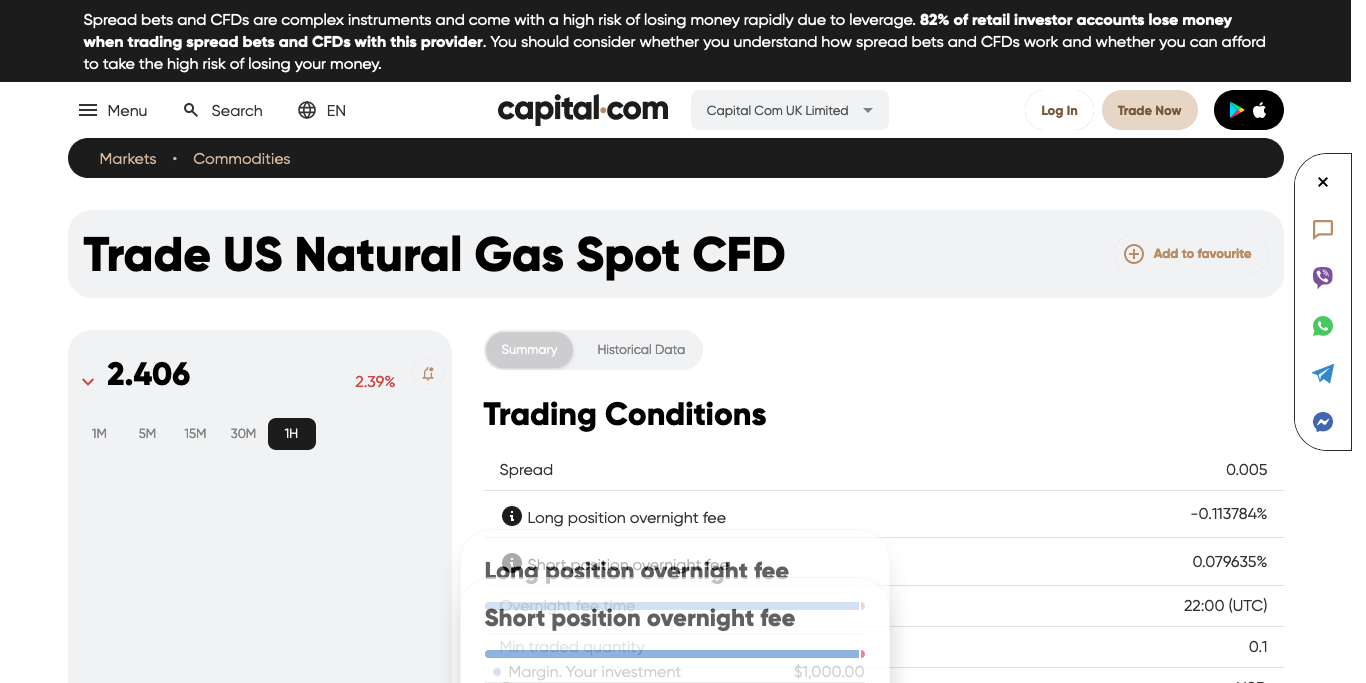 Spread bets and CFDs are complex instruments and come with a high risk of losing money rapidly due to leverage. 82% of retail investor accounts lose money
when trading spread bets and CFDs with this provider. You should consider whether you understand how spread bets and CFDs work and whether you can afford
to take the high risk of losing your money.
Menu Search EN capital.com Capital Com UK Limited Log In Trade Now
Markets • Commodities
Trade US Natural Gas Spot CFD Add to favourite
2.406 2.39%
1M 5M 15M 30M 1H
Summary Historical Data
Trading Conditions
Spread 0.005
Long position overnight fee -0.113784%
Short position overnight fee 0.079635%
Long position overnight fee
Overnight fee time 22:00 (UTC)
Short position overnight fee
Min traded quantity 0.1
Margin. Your investment $1,000.00